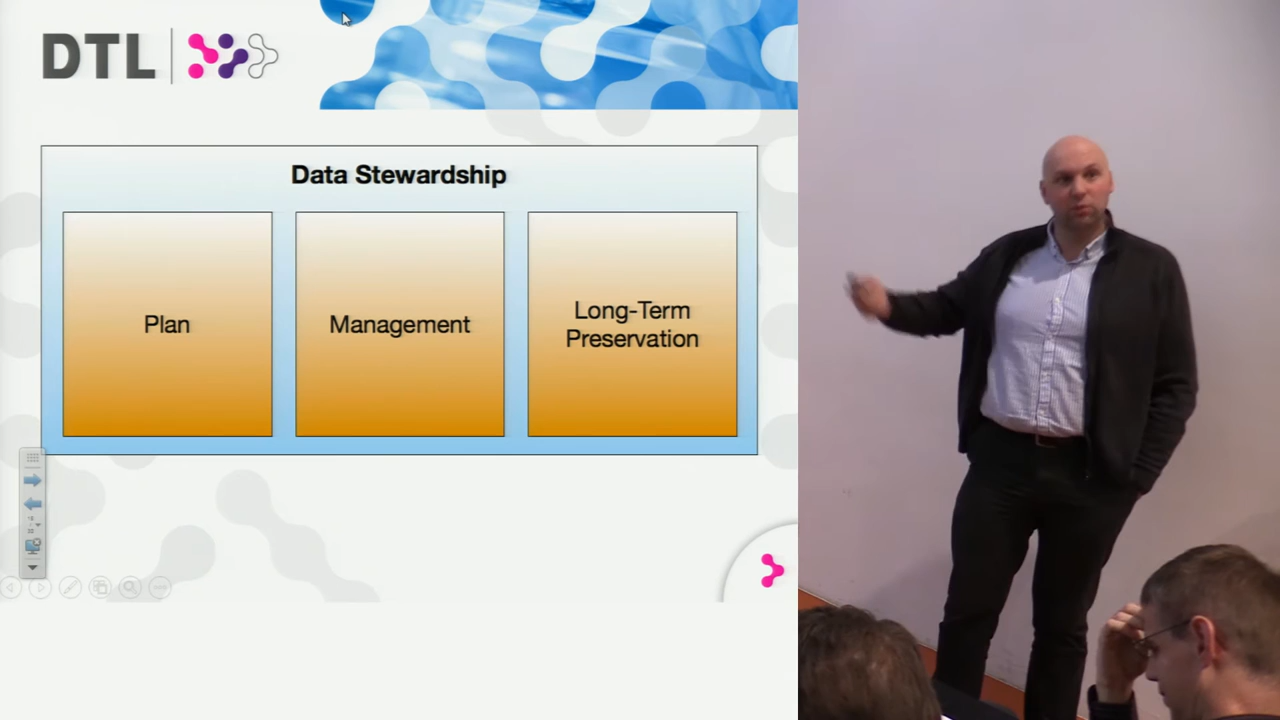 DTL
Data Stewardship
Plan
Management
Long-Term
Preservation